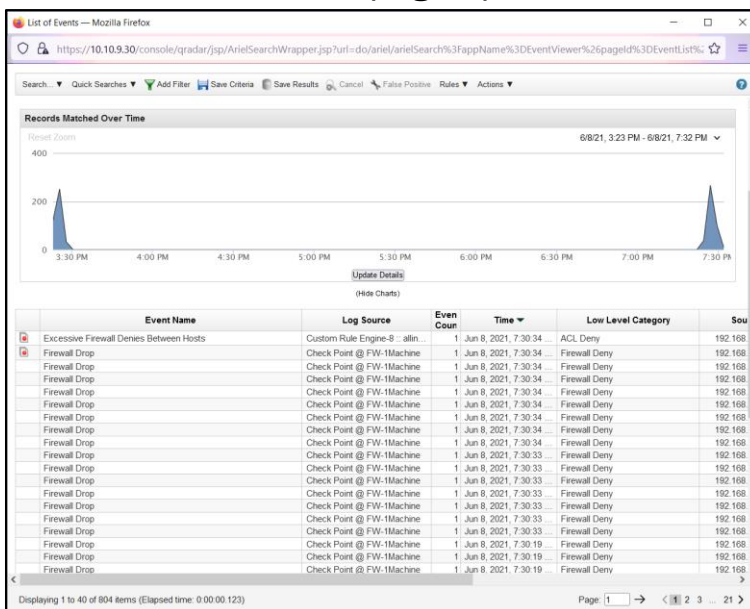 List of Events — Mozilla Firefox
https://10.10.9.30/console/qradar/jsp/ArielSearchWrapper.jsp?url=do/ariel/arielSearch%3FappName%3DEventViewer%26pageId%3DEventList%
Search... Quick Searches Add Filter Save Criteria Save Results Cancel False Positive Rules Actions
Records Matched Over Time
Reset Zoom 6/8/21, 3:23 PM - 6/8/21, 7:32 PM
400
200
0
3:30 PM 4:00 PM 4:30 PM 5:00 PM 5:30 PM 6:00 PM 6:30 PM 7:00 PM 7:30 PM
Update Details
(Hide Charts)
Event Name Log Source Even Coun Time Low Level Category Sou
Excessive Firewall Denies Between Hosts Custom Rule Engine-8 :: allin... 1 Jun 8, 2021, 7:30:34 ... ACL Deny 192.168.
Firewall Drop Check Point @ FW-1Machine 1 Jun 8, 2021, 7:30:34 ... Firewall Deny 192.168.
Firewall Drop Check Point @ FW-1Machine 1 Jun 8, 2021, 7:30:34 ... Firewall Deny 192.168.
Firewall Drop Check Point @ FW-1Machine 1 Jun 8, 2021, 7:30:34 ... Firewall Deny 192.168.
Firewall Drop Check Point @ FW-1Machine 1 Jun 8, 2021, 7:30:34 ... Firewall Deny 192.168.
Firewall Drop Check Point @ FW-1Machine 1 Jun 8, 2021, 7:30:34 ... Firewall Deny 192.168.
Firewall Drop Check Point @ FW-1Machine 1 Jun 8, 2021, 7:30:34 ... Firewall Deny 192.168.
Firewall Drop Check Point @ FW-1Machine 1 Jun 8, 2021, 7:30:34 ... Firewall Deny 192.168.
Firewall Drop Check Point @ FW-1Machine 1 Jun 8, 2021, 7:30:33 ... Firewall Deny 192.168.
Firewall Drop Check Point @ FW-1Machine 1 Jun 8, 2021, 7:30:33 ... Firewall Deny 192.168.
Firewall Drop Check Point @ FW-1Machine 1 Jun 8, 2021, 7:30:33 ... Firewall Deny 192.168.
Firewall Drop Check Point @ FW-1Machine 1 Jun 8, 2021, 7:30:33 ... Firewall Deny 192.168.
Firewall Drop Check Point @ FW-1Machine 1 Jun 8, 2021, 7:30:33 ... Firewall Deny 192.168.
Firewall Drop Check Point @ FW-1Machine 1 Jun 8, 2021, 7:30:33 ... Firewall Deny 192.168.
Firewall Drop Check Point @ FW-1Machine 1 Jun 8, 2021, 7:30:33 ... Firewall Deny 192.168.
Firewall Drop Check Point @ FW-1Machine 1 Jun 8, 2021, 7:30:19 ... Firewall Deny 192.168.
Firewall Drop Check Point @ FW-1Machine 1 Jun 8, 2021, 7:30:19 ... Firewall Deny 192.168.
Firewall Drop Check Point @ FW-1Machine 1 Jun 8, 2021, 7:30:19 ... Firewall Deny 192.168.
Displaying 1 to 40 of 804 items (Elapsed time: 0:00:00.123) Page: 1 1 2 3 ... 21